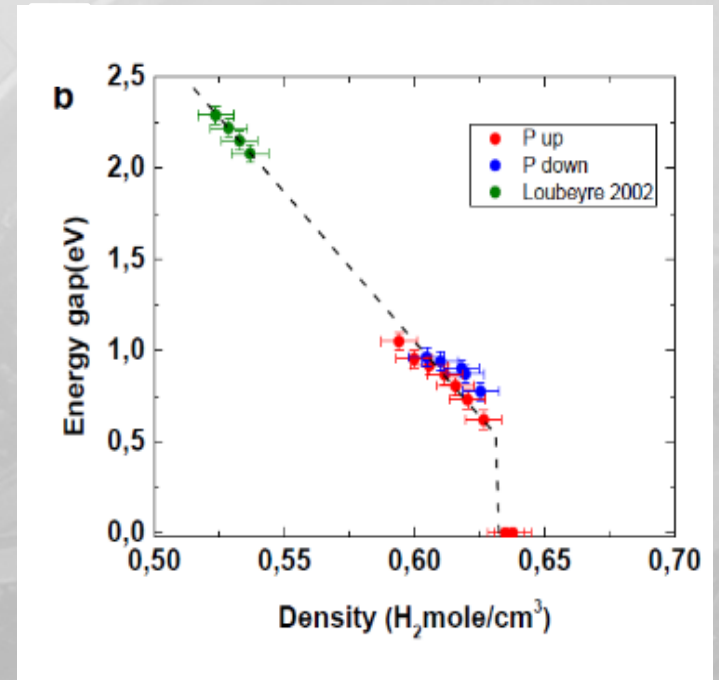 b
2,5
2,0
1,5
1,0
0,5
0,0
Energy gap(eV)
P up
P down
Loubeyre 2002
0,50 0,55 0,60 0,65 0,70
Density (H₂mole/cm³)